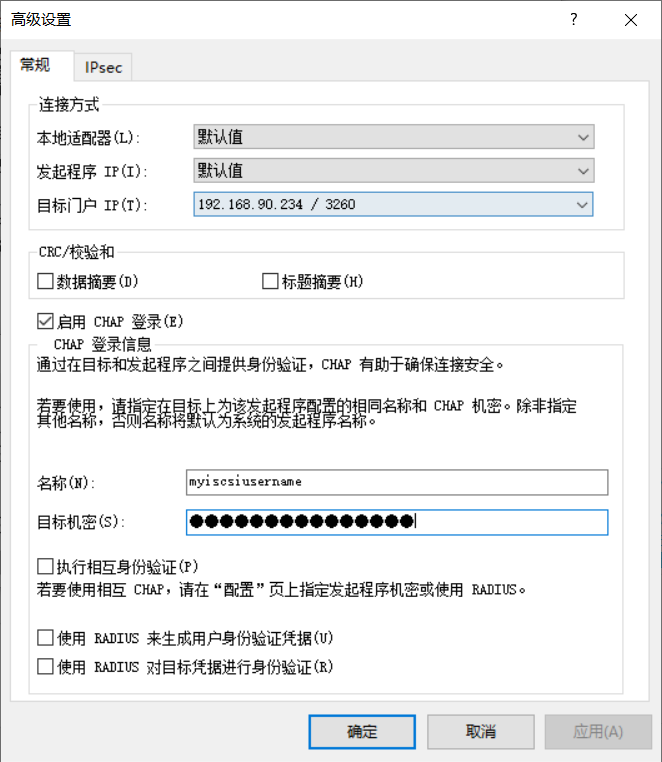 高级设置
?
常规
IPsec
连接方式
本地适配器(L):
默认值
发起程序 IP(I):
默认值
目标门户 IP(T):
192.168.90.234 / 3260
CRC/校验和
数据摘要(D)
标题摘要(H)
启用 CHAP 登录(E)
CHAP 登录信息
通过在目标和发起程序之间提供身份验证，CHAP 有助于确保连接安全。
若要使用，请指定在目标上为该发起程序配置的相同名称和 CHAP 机密。除非指定
其他名称，否则名称将默认为系统的发起程序名称。
名称(N):
myiscsiusername
目标机密(S):
●●●●●●●●●●●●●●●
执行相互身份验证(P)
若要使用相互 CHAP，请在“配置”页上指定发起程序机密或使用 RADIUS。
使用 RADIUS 来生成用户身份验证凭据(U)
使用 RADIUS 对目标凭据进行身份验证(R)
确定
取消
应用(A)